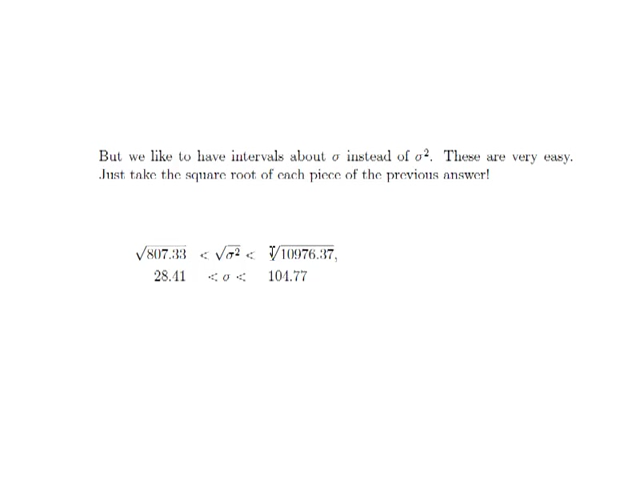 But we like to have intervals about σ instead of σ². These are very easy.
Just take the square root of each piece of the previous answer!
√807.33 < √σ² < √10976.37,
28.41 < σ < 104.77